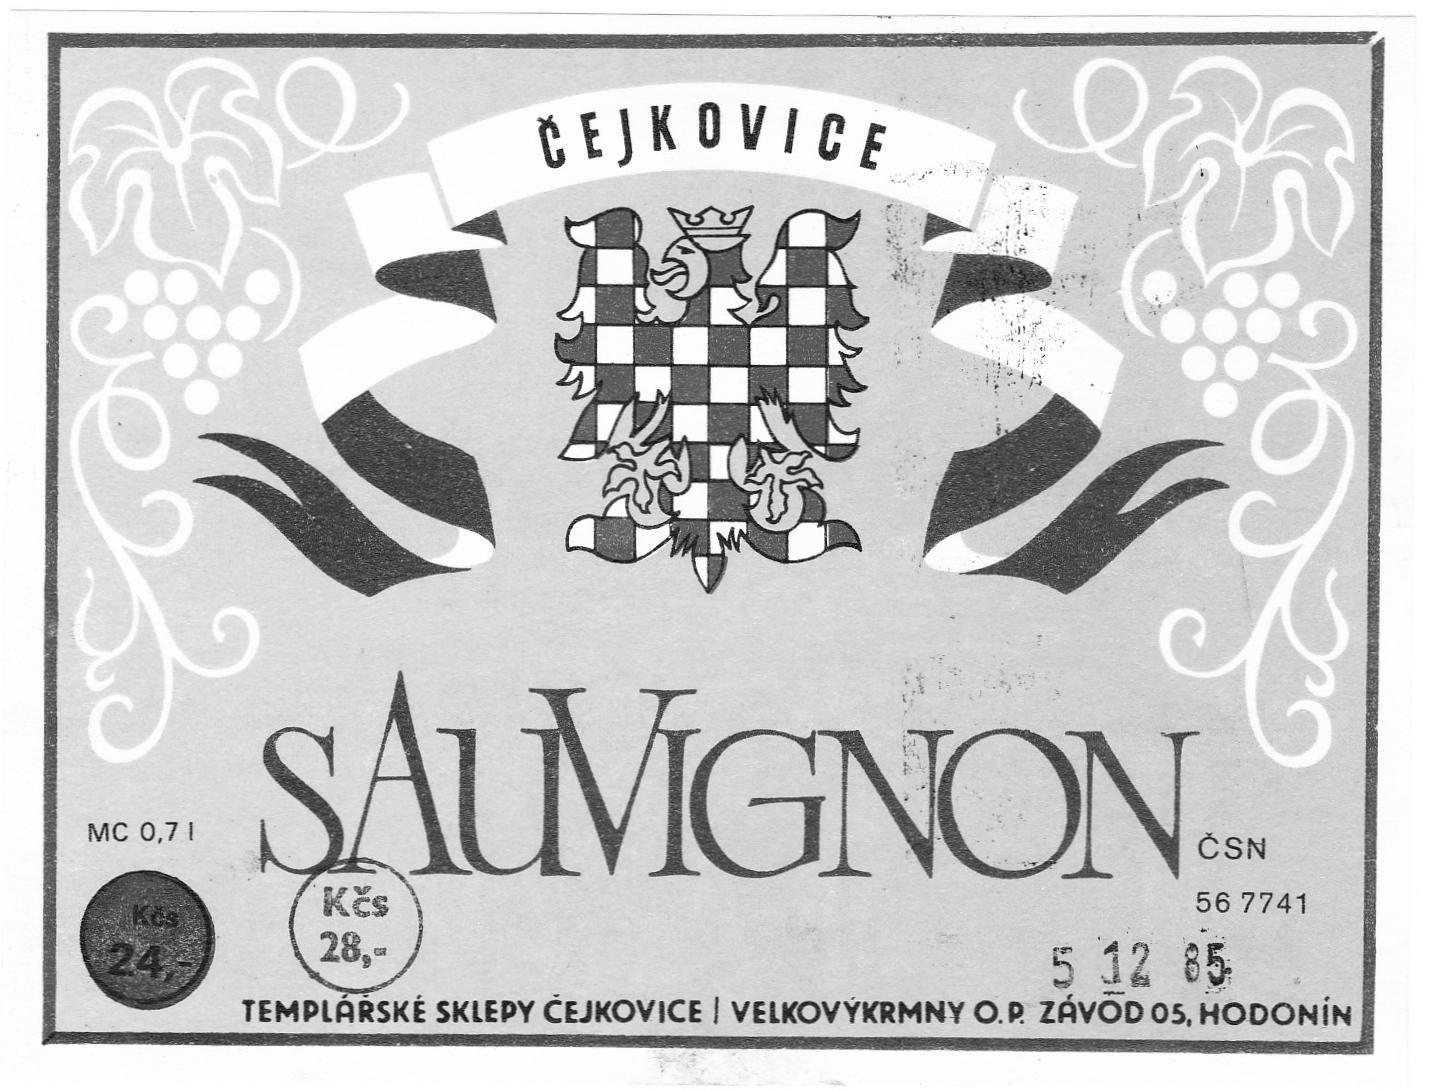 ČEJKOVICE
SAUVIGNON
MC 0,7 l
ČSN
56 7741
Kčs
24,-
Kčs
28,-
5 12 85
TEMPLÁŘSKÉ SKLEPY ČEJKOVICE | VELKOVÝKRMNY O.P. ZÁVOD 05, HODONÍN